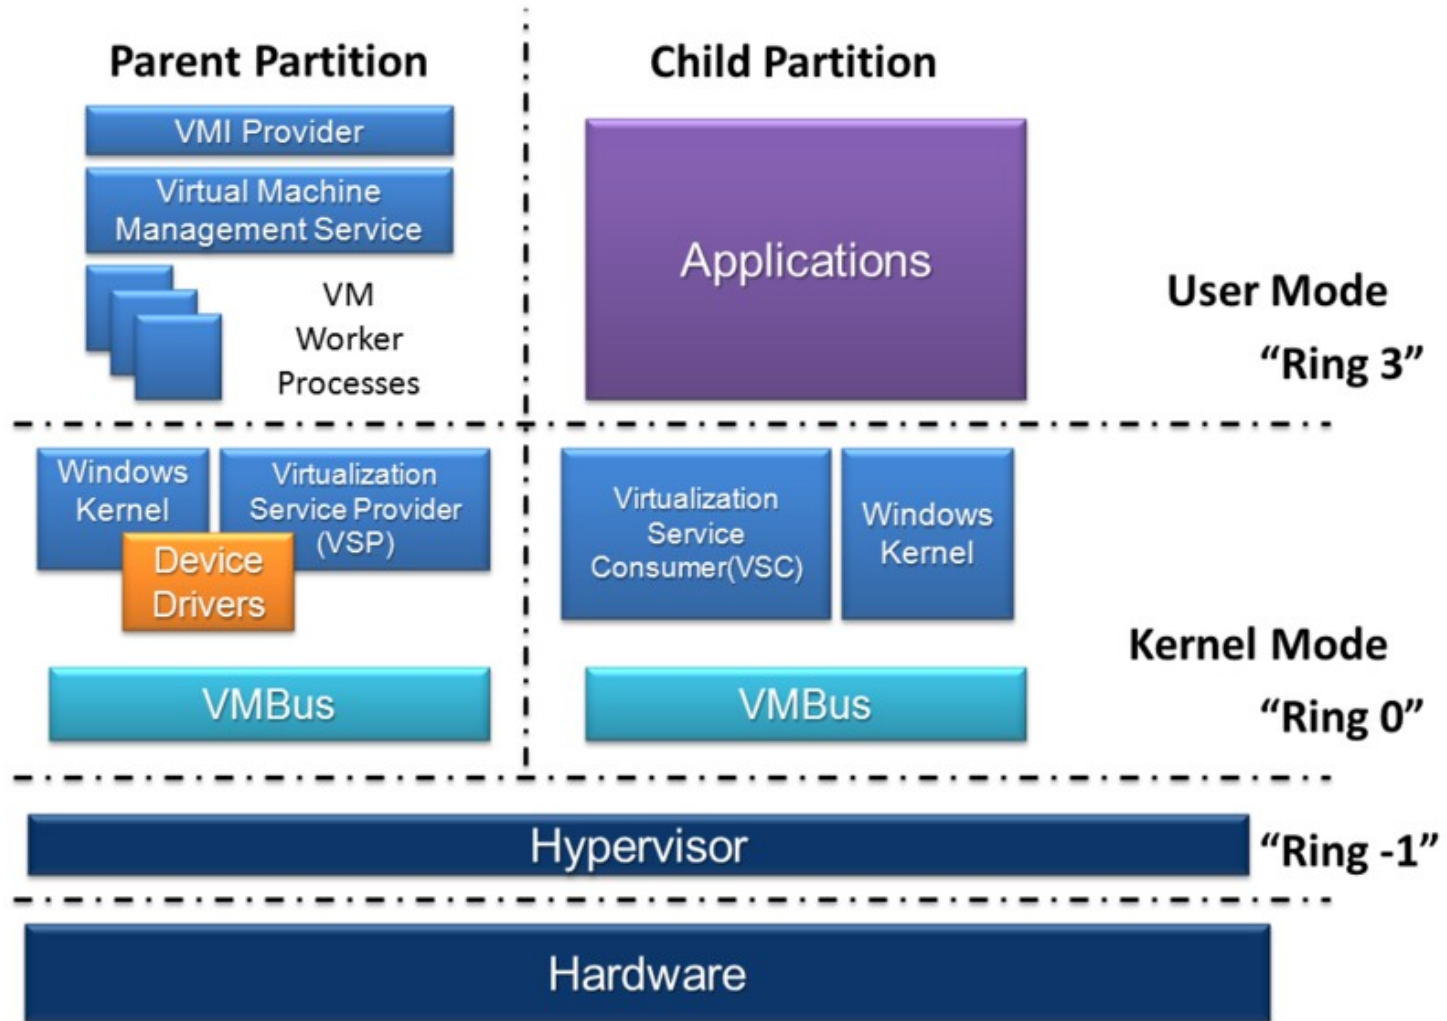 Parent Partition
Child Partition
VMI Provider
Virtual Machine
Management Service
VM
Worker
Processes
Applications
User Mode
“Ring 3”
Windows
Kernel
Virtualization
Service Provider
(VSP)
Device
Drivers
Virtualization
Service
Consumer(VSC)
Windows
Kernel
VMBus
VMBus
Kernel Mode
“Ring 0”
Hypervisor
“Ring -1”
Hardware